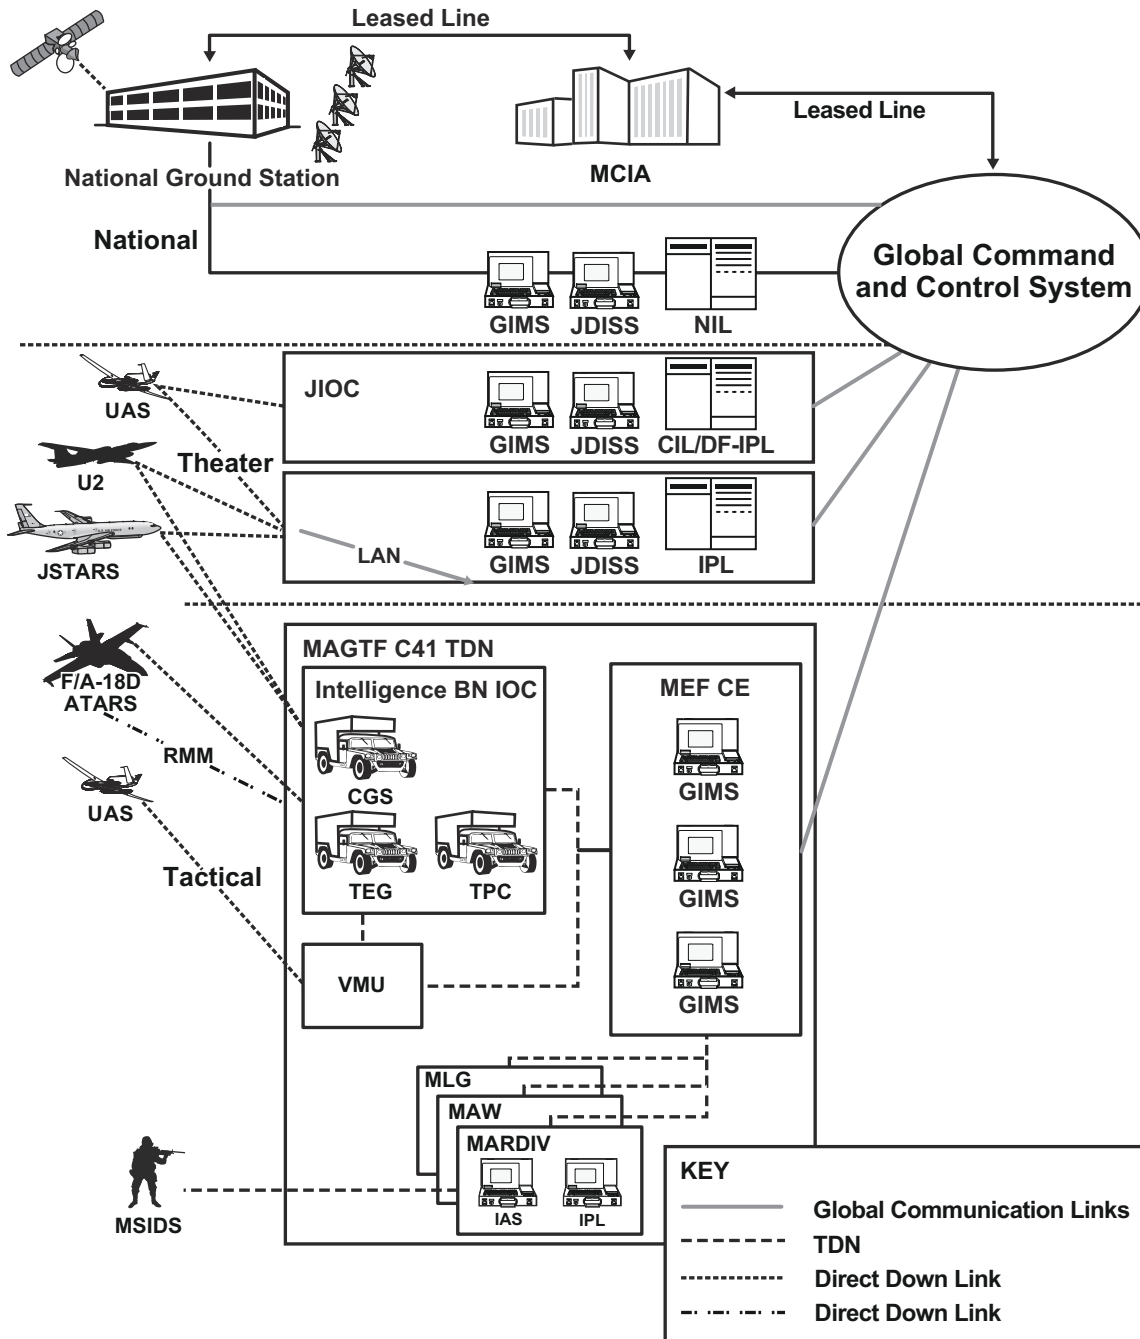 Leased Line
Leased Line
National Ground Station
MCIA
National
Global Command
and Control System
GIMS
JDISS
NIL
UAS
JIOC
GIMS
JDISS
CIL/DF-IPL
Theater
U2
JSTARS
LAN
GIMS
JDISS
IPL
MAGTF C41 TDN
F/A-18D
ATARS
Intelligence BN IOC
MEF CE
RMM
CGS
GIMS
UAS
Tactical
TEG
TPC
GIMS
VMU
GIMS
MLG
MAW
MARDIV
IAS
IPL
MSIDS
KEY
Global Communication Links
TDN
Direct Down Link
Direct Down Link